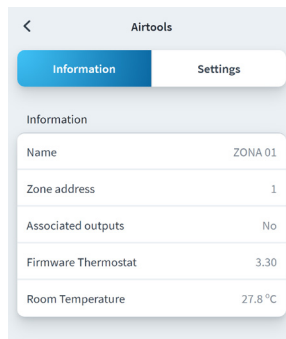 Airtools
Information Settings
Information
Name ZONA 01
Zone address 1
Associated outputs No
Firmware Thermostat 3.30
Room Temperature 27.8 ºC